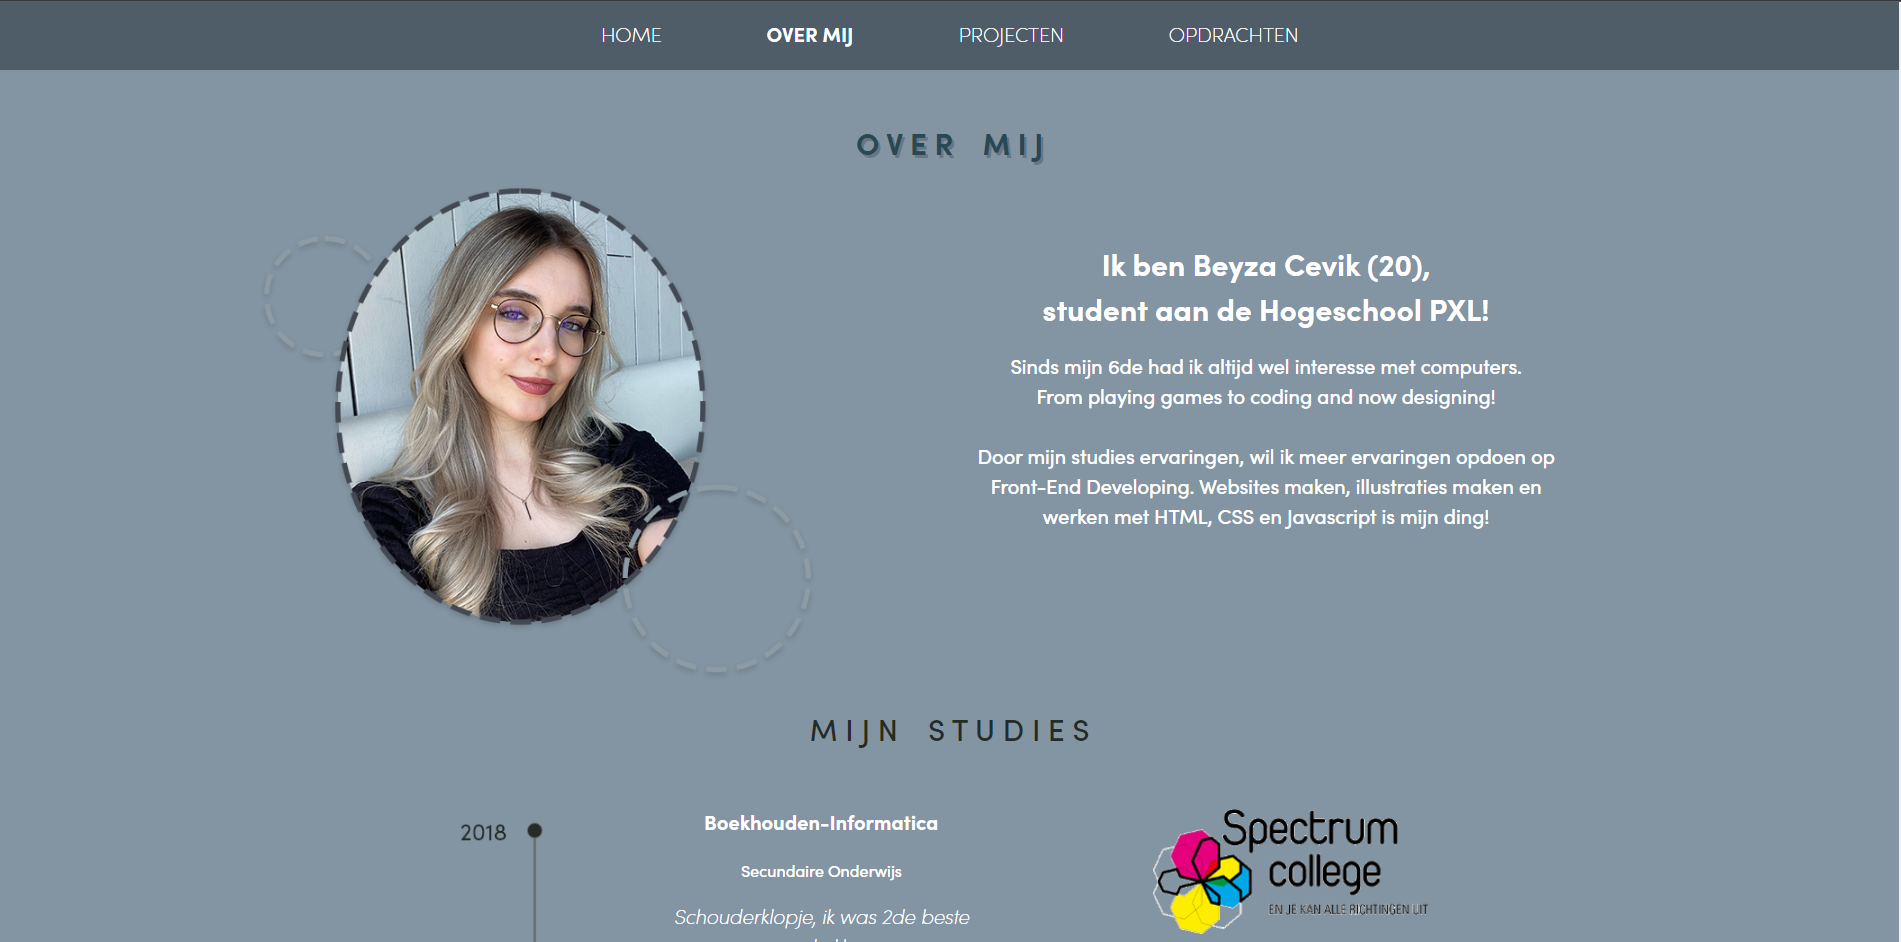 HOME OVER MIJ PROJECTEN OPDRACHTEN
OVER MIJ
Ik ben Beyza Cevik (20),
student aan de Hogeschool PXL!
Sinds mijn 6de had ik altijd wel interesse met computers.
From playing games to coding and now designing!
Door mijn studies ervaringen, wil ik meer ervaringen opdoen op
Front-End Developing. Websites maken, illustraties maken en
werken met HTML, CSS en Javascript is mijn ding!
MIJN STUDIES
2018
Boekhouden-Informatica
Secundaire Onderwijs
Schouderklopje, ik was 2de beste
Spectrum
college
EN JE KAN ALLE RICHTINGEN UIT